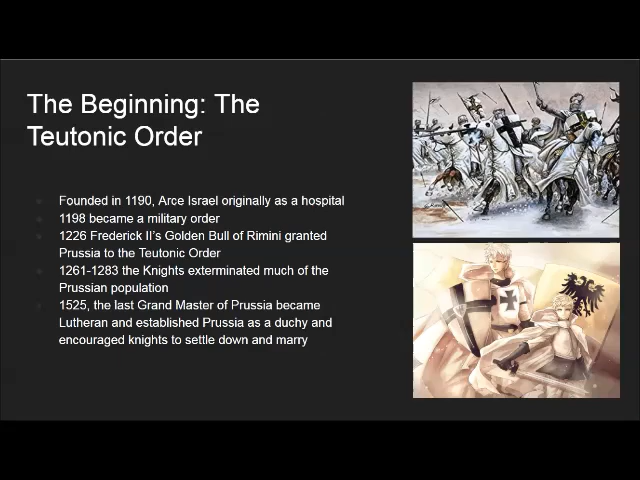 The Beginning: The
Teutonic Order
Founded in 1190, Arce Israel originally as a hospital
1198 became a military order
1226 Frederick II's Golden Bull of Rimini granted
Prussia to the Teutonic Order
1261-1283 the Knights exterminated much of the
Prussian population
1525, the last Grand Master of Prussia became
Lutheran and established Prussia as a duchy and
encouraged knights to settle down and marry